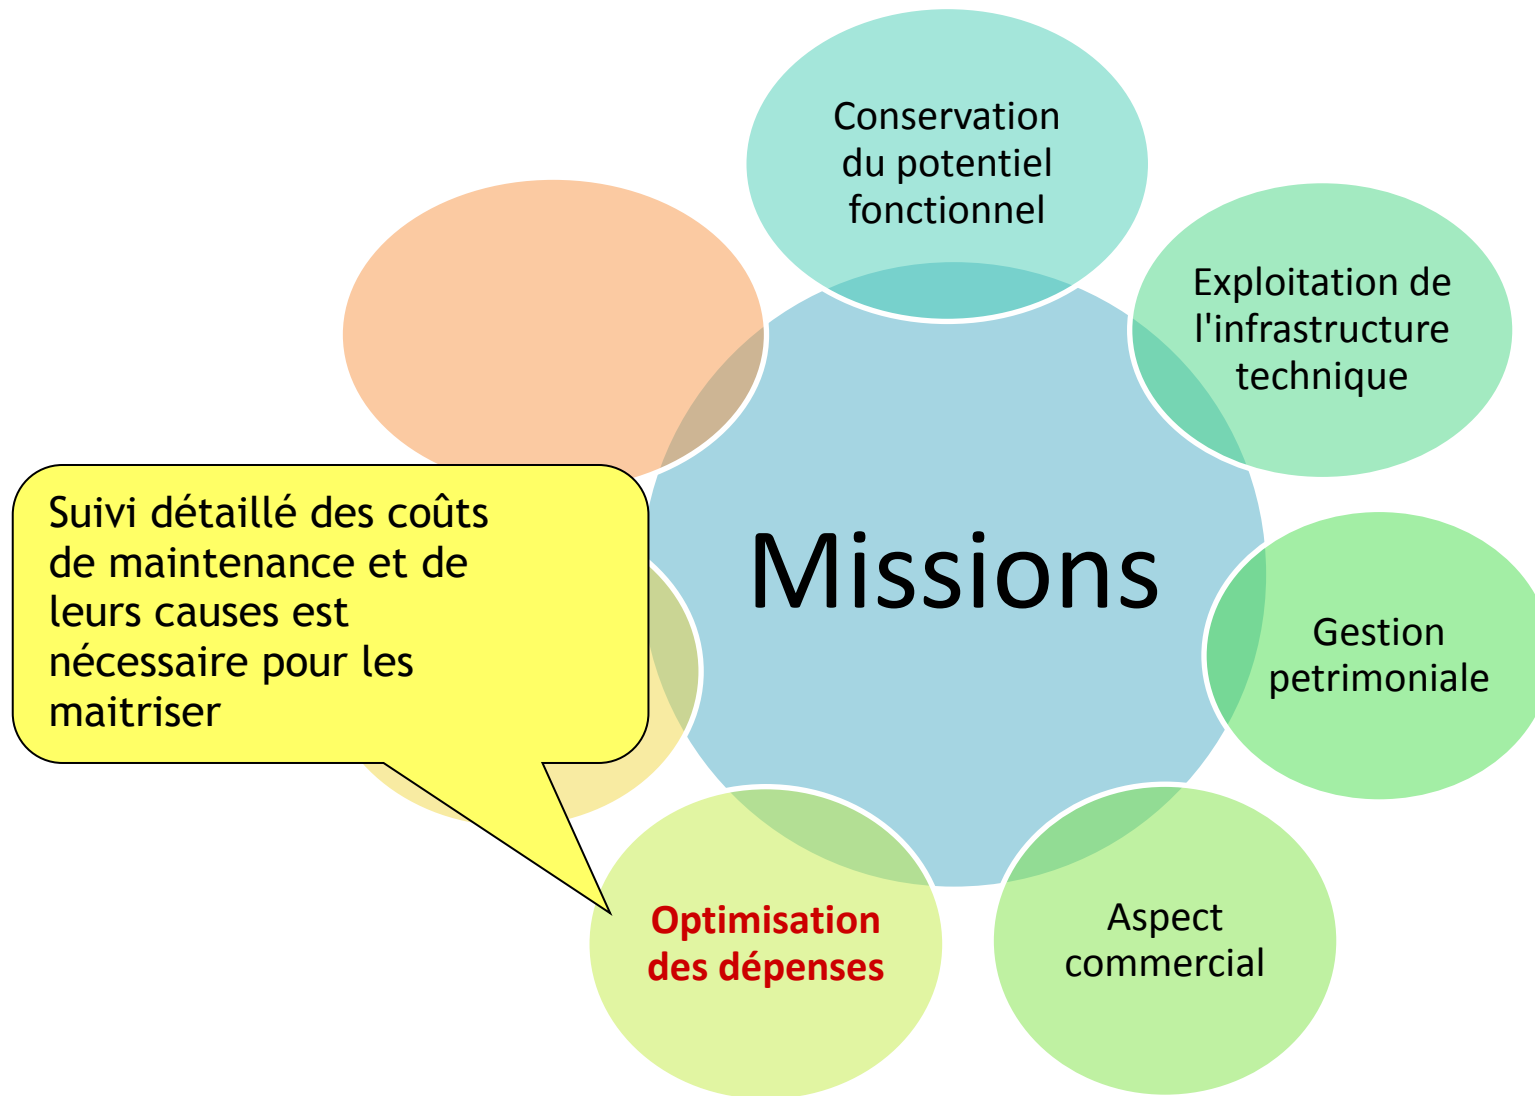 Conservation
du potentiel
fonctionnel
Exploitation de
l'infrastructure
technique
Suivi détaillé des coûts
de maintenance et de
leurs causes est
nécessaire pour les
maitriser
Missions
Gestion
petrimoniale
Optimisation
des dépenses
Aspect
commercial